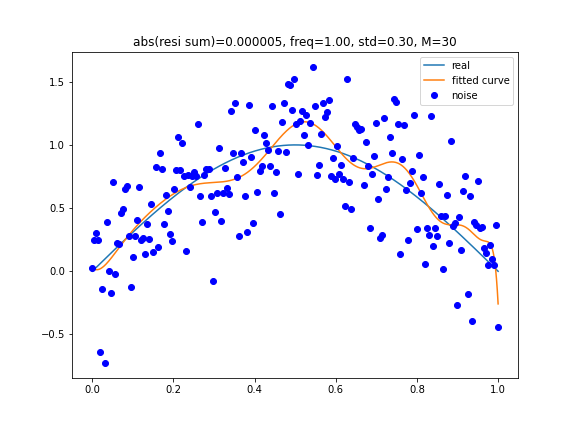 abs(resi sum)=0.000005, freq=1.00, std=0.30, M=30
real
fitted curve
noise
1.5
1.0
0.5
0.0
−0.5
0.0 0.2 0.4 0.6 0.8 1.0